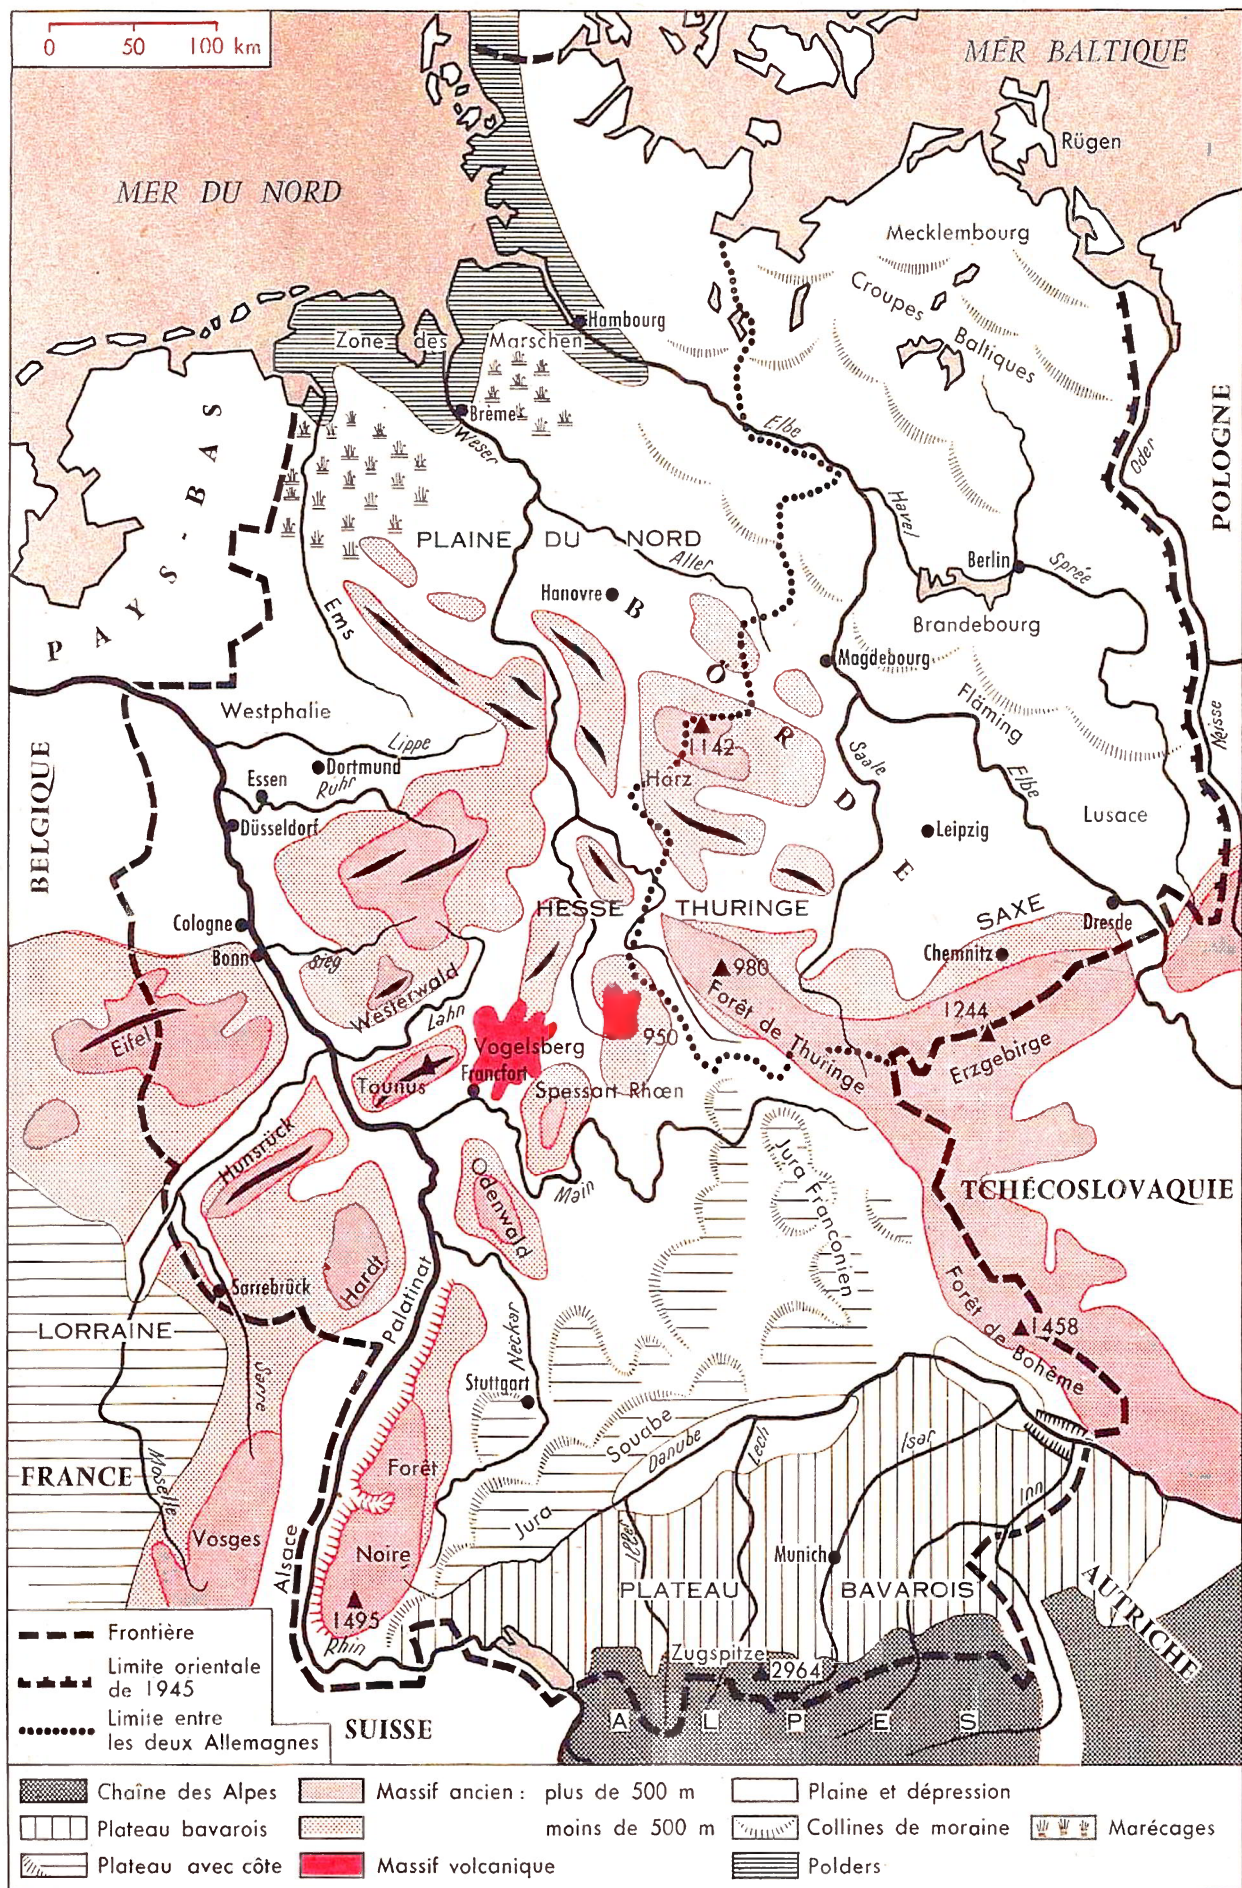 0 50 100 km
MER BALTIQUE
Rügen
MER DU NORD
Mecklembourg
Croupes
Baltiques
Hambourg
Zone des Marschen
Brême
Weser
Elbe
Oder
POLOGNE
PAYS-BAS
Havel
PLAINE DU NORD
Aller
Berlin
Sprée
Hanovre
Ems
BÖRDE
Brandebourg
Magdebourg
Fläming
Westphalie
Lippe
Neisse
BELGIQUE
Dortmund
Essen
Ruhr
1142
Harz
Saale
Elbe
Düsseldorf
Lusace
Leipzig
HESSE
THURINGE
SAXE
Cologne
Dresde
Bonn
Sieg
Chemnitz
Westerwald
980
Forêt de Thuringe
1244
Lahn
Eifel
Vogelsberg
950
Erzgebirge
Taunus
Francfort
Spessart Rhœn
Hunsrück
Jura Franconien
Odenwald
Main
TCHÉCOSLOVAQUIE
Sarrebrück
Hardt
Palatinat
Forêt de Bohême
1458
LORRAINE
Neckar
Sarre
Stuttgart
Souabe
Danube
Lech
Isar
FRANCE
Moselle
Forêt
Inn
Jura
Iller
Vosges
Noire
Alsace
Munich
PLATEAU BAVAROIS
AUTRICHE
1495
Rhin
Zugspitze
2964
ALPES
SUISSE
Frontière
Limite orientale
de 1945
Limite entre
les deux Allemagnes
Chaîne des Alpes
Massif ancien : plus de 500 m
Plaine et dépression
Plateau bavarois
moins de 500 m
Collines de moraine
Marécages
Plateau avec côte
Massif volcanique
Polders